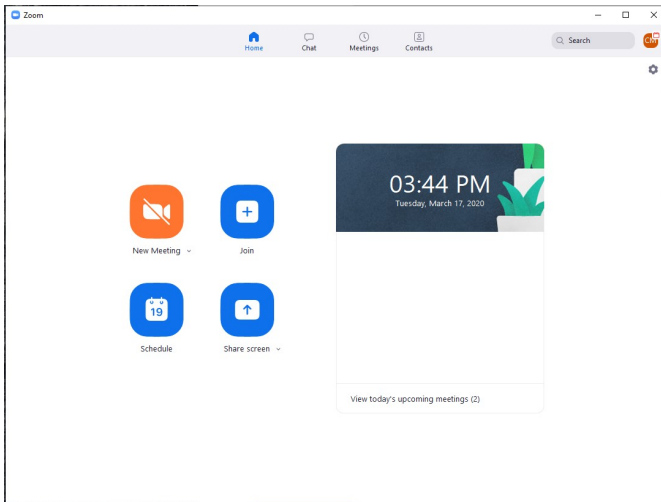 Zoom
Home
Chat
Meetings
Contacts
Search
CM
New Meeting
Join
19
Schedule
Share screen
03:44 PM
Tuesday, March 17, 2020
View today's upcoming meetings (2)